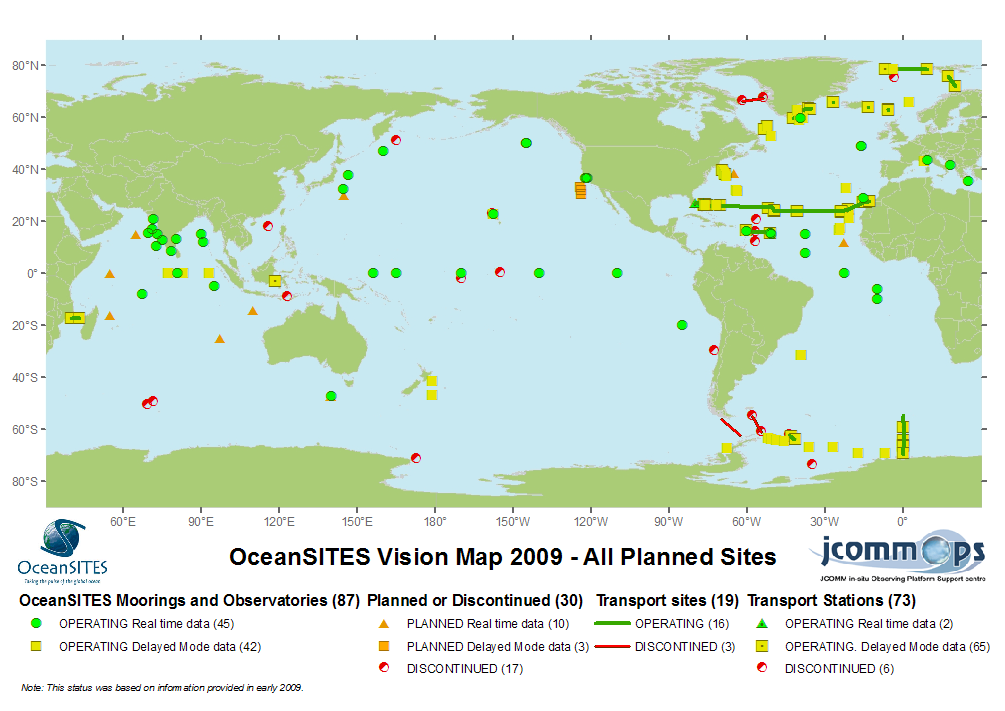 80°N
60°N
40°N
20°N
0°
20°S
40°S
60°S
80°S
60°E 90°E 120°E 150°E 180° 150°W 120°W 90°W 60°W 30°W 0°
OceanSITES
Taking the pulse of the global ocean
OceanSITES Vision Map 2009 - All Planned Sites
jcommops
JCOMM in-situ Observing Platform Support centre
OceanSITES Moorings and Observatories (87) Planned or Discontinued (30) Transport sites (19) Transport Stations (73)
OPERATING Real time data (45) PLANNED Real time data (10) OPERATING (16) OPERATING Real time data (2)
OPERATING Delayed Mode data (42) PLANNED Delayed Mode data (3) DISCONTINED (3) OPERATING. Delayed Mode data (65)
DISCONTINUED (17) DISCONTINUED (6)
Note: This status was based on information provided in early 2009.